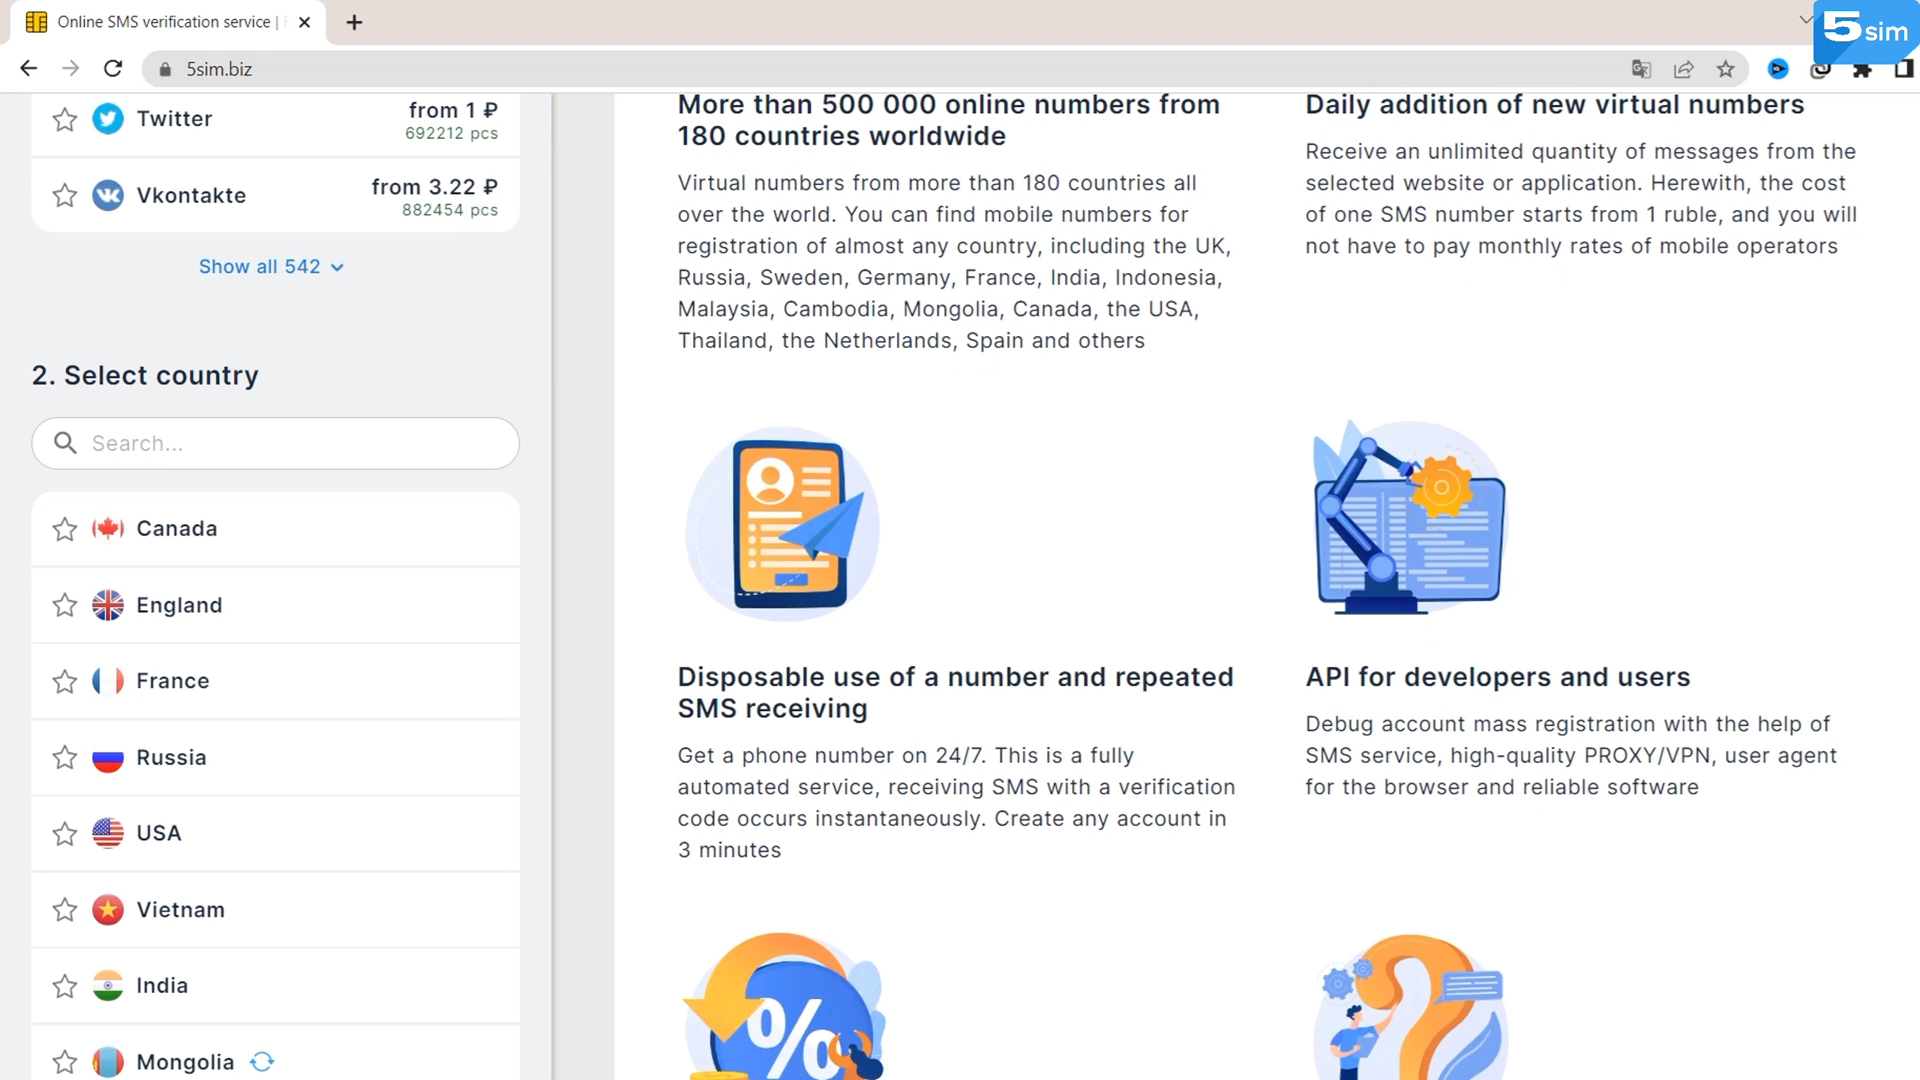 Online SMS verification service |
5sim
5sim.biz
Twitter
from 1 ₽
692212 pcs
Vkontakte
from 3.22 ₽
882454 pcs
Show all 542
2. Select country
Search...
Canada
England
France
Russia
USA
Vietnam
India
Mongolia
More than 500 000 online numbers from
180 countries worldwide
Virtual numbers from more than 180 countries all
over the world. You can find mobile numbers for
registration of almost any country, including the UK,
Russia, Sweden, Germany, France, India, Indonesia,
Malaysia, Cambodia, Mongolia, Canada, the USA,
Thailand, the Netherlands, Spain and others
Daily addition of new virtual numbers
Receive an unlimited quantity of messages from the
selected website or application. Herewith, the cost
of one SMS number starts from 1 ruble, and you will
not have to pay monthly rates of mobile operators
Disposable use of a number and repeated
SMS receiving
Get a phone number on 24/7. This is a fully
automated service, receiving SMS with a verification
code occurs instantaneously. Create any account in
3 minutes
API for developers and users
Debug account mass registration with the help of
SMS service, high-quality PROXY/VPN, user agent
for the browser and reliable software
%